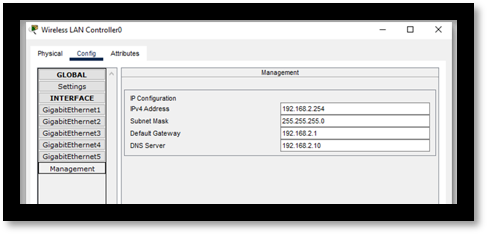 Wireless LAN Controller0
Physical Config Attributes
GLOBAL
Settings
INTERFACE
GigabitEthernet1
GigabitEthernet2
GigabitEthernet3
GigabitEthernet4
GigabitEthernet5
Management
Management
IP Configuration
IPv4 Address 192.168.2.254
Subnet Mask 255.255.255.0
Default Gateway 192.168.2.1
DNS Server 192.168.2.10